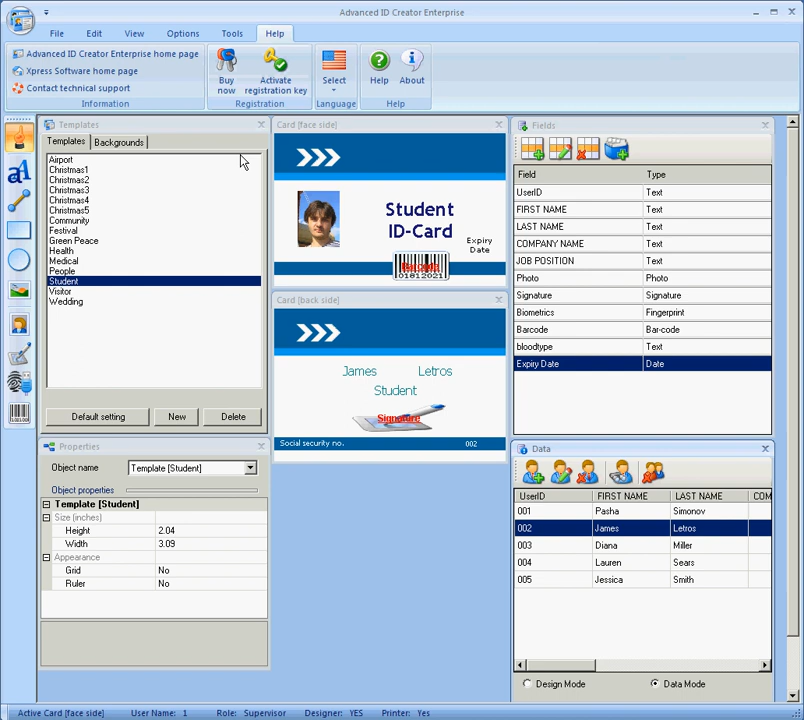 Advanced ID Creator Enterprise
File Edit View Options Tools Help
Advanced ID Creator Enterprise home page
Xpress Software home page
Contact technical support
Information
Buy now
Activate registration key
Registration
Select
Language
Help About
Help
Templates
Templates Backgrounds
Airport
Christmas1
Christmas2
Christmas3
Christmas4
Christmas5
Community
Festival
Green Peace
Health
Medical
People
Student
Visitor
Wedding
Default setting New Delete
Properties
Object name Template [Student]
Object properties
Template [Student]
Size (inches)
Height 2.04
Width 3.09
Appearance
Grid No
Ruler No
Card [face side]
Student
ID-Card
Expiry
Date
Barcode
01812021
Card [back side]
James Letros
Student
Signature
Social security no. 002
Fields
Field Type
UserID Text
FIRST NAME Text
LAST NAME Text
COMPANY NAME Text
JOB POSITION Text
Photo Photo
Signature Signature
Biometrics Fingerprint
Barcode Bar-code
bloodtype Text
Expiry Date Date
Data
UserID FIRST NAME LAST NAME COM
001 Pasha Simonov
002 James Letros
003 Diana Miller
004 Lauren Sears
005 Jessica Smith
Design Mode Data Mode
Active Card [face side] User Name: 1 Role: Supervisor Designer: YES Printer: Yes